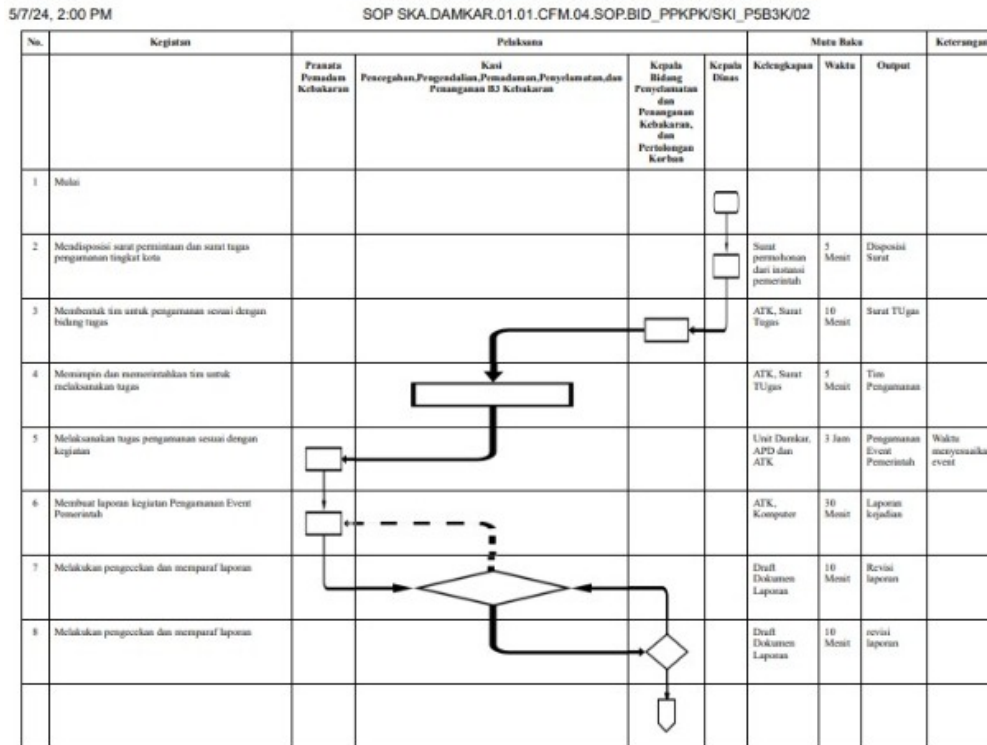 5/7/24, 2:00 PM
SOP SKA.DAMKAR.01.01.CFM.04.SOP.BID_PPKPK/SKI_P5B3K/02
No.
Kegiatan
Pelaksana
Mutu Baku
Keterangan
Pranata
Pemadam
Kebakaran
Kasi
Pencegahan,Pengendalian,Pemadaman,Penyelamatan,dan
Penanganan B3 Kebakaran
Kepala
Bidang
Penyelamatan
dan
Penanganan
Kebakaran,
dan
Pertolongan
Korban
Kepala
Dinas
Kelengkapan
Waktu
Output
1
Mulai
2
Mendisposisi surat permintaan dan surat tugas
pengamanan tingkat kota
Surat
permohonan
dari instansi
pemerintah
5
Menit
Disposisi
Surat
3
Membentuk tim untuk pengamanan sesuai dengan
bidang tugas
ATK, Surat
Tugas
10
Menit
Surat TUgas
4
Memimpin dan memerintahkan tim untuk
melaksanakan tugas
ATK, Surat
TUgas
5
Menit
Tim
Pengamanan
5
Melaksanakan tugas pengamanan sesuai dengan
kegiatan
Unit Damkar,
APD dan
ATK
3 Jam
Pengamanan
Event
Pemerintah
Waktu
menyesuaika
event
6
Membuat laporan kegiatan Pengamanan Event
Pemerintah
ATK,
Komputer
30
Menit
Laporan
kejadian
7
Melakukan pengecekan dan memparaf laporan
Draft
Dokumen
Laporan
10
Menit
Revisi
laporan
8
Melakukan pengecekan dan memparaf laporan
Draft
Dokumen
Laporan
10
Menit
revisi
laporan